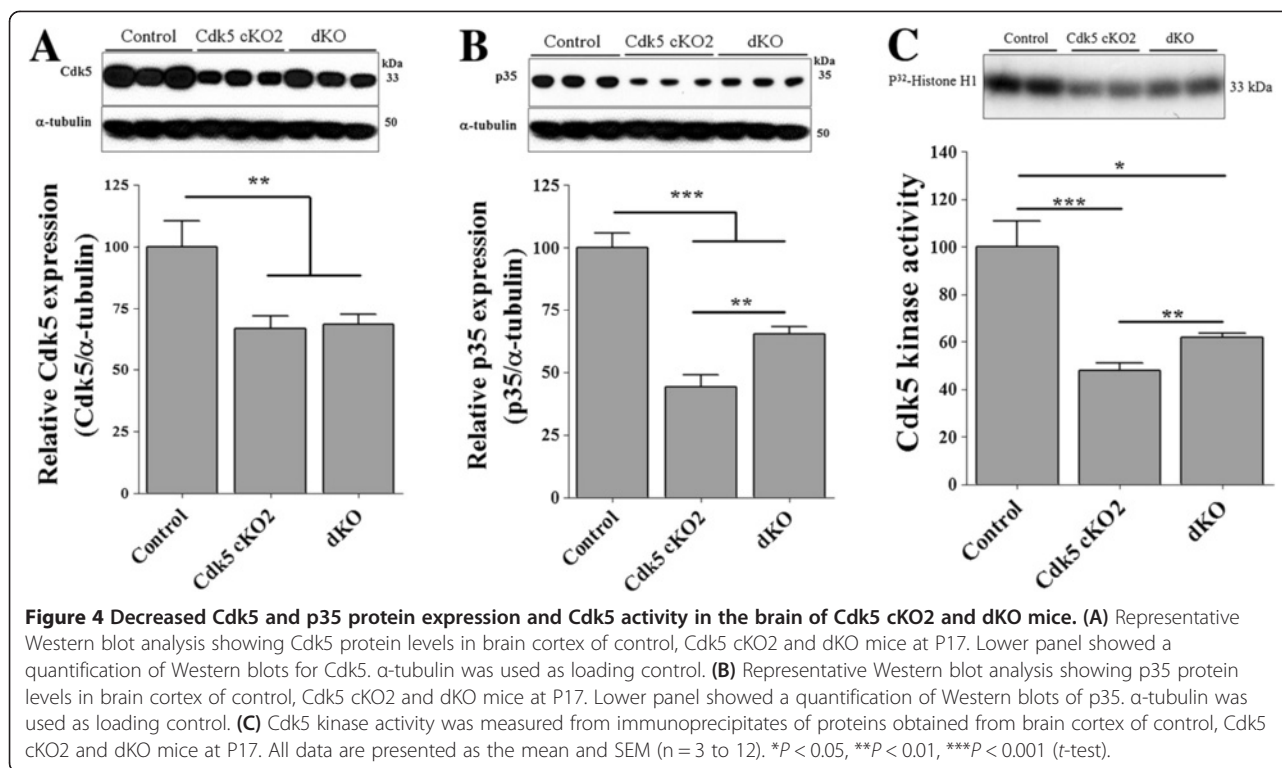 A
Control Cdk5 cKO2 dKO
kDa
Cdk5
33
α-tubulin
50
Relative Cdk5 expression
(Cdk5/α-tubulin)
125
100
75
50
25
0
**
Control
Cdk5 cKO2
dKO
B
Control Cdk5 cKO2 dKO
kDa
p35
35
α-tubulin
50
Relative p35 expression
(p35/α-tubulin)
125
100
75
50
25
0
***
**
Control
Cdk5 cKO2
dKO
C
Control Cdk5 cKO2 dKO
P³²-Histone H1
33 kDa
Cdk5 kinase activity
140
120
100
80
60
40
20
0
*
***
**
Control
Cdk5 cKO2
dKO
Figure 4 Decreased Cdk5 and p35 protein expression and Cdk5 activity in the brain of Cdk5 cKO2 and dKO mice. (A) Representative
Western blot analysis showing Cdk5 protein levels in brain cortex of control, Cdk5 cKO2 and dKO mice at P17. Lower panel showed a
quantification of Western blots for Cdk5. α-tubulin was used as loading control. (B) Representative Western blot analysis showing p35 protein
levels in brain cortex of control, Cdk5 cKO2 and dKO mice at P17. Lower panel showed a quantification of Western blots of p35. α-tubulin was
used as loading control. (C) Cdk5 kinase activity was measured from immunoprecipitates of proteins obtained from brain cortex of control, Cdk5
cKO2 and dKO mice at P17. All data are presented as the mean and SEM (n = 3 to 12). *P < 0.05, **P < 0.01, ***P < 0.001 (t-test).